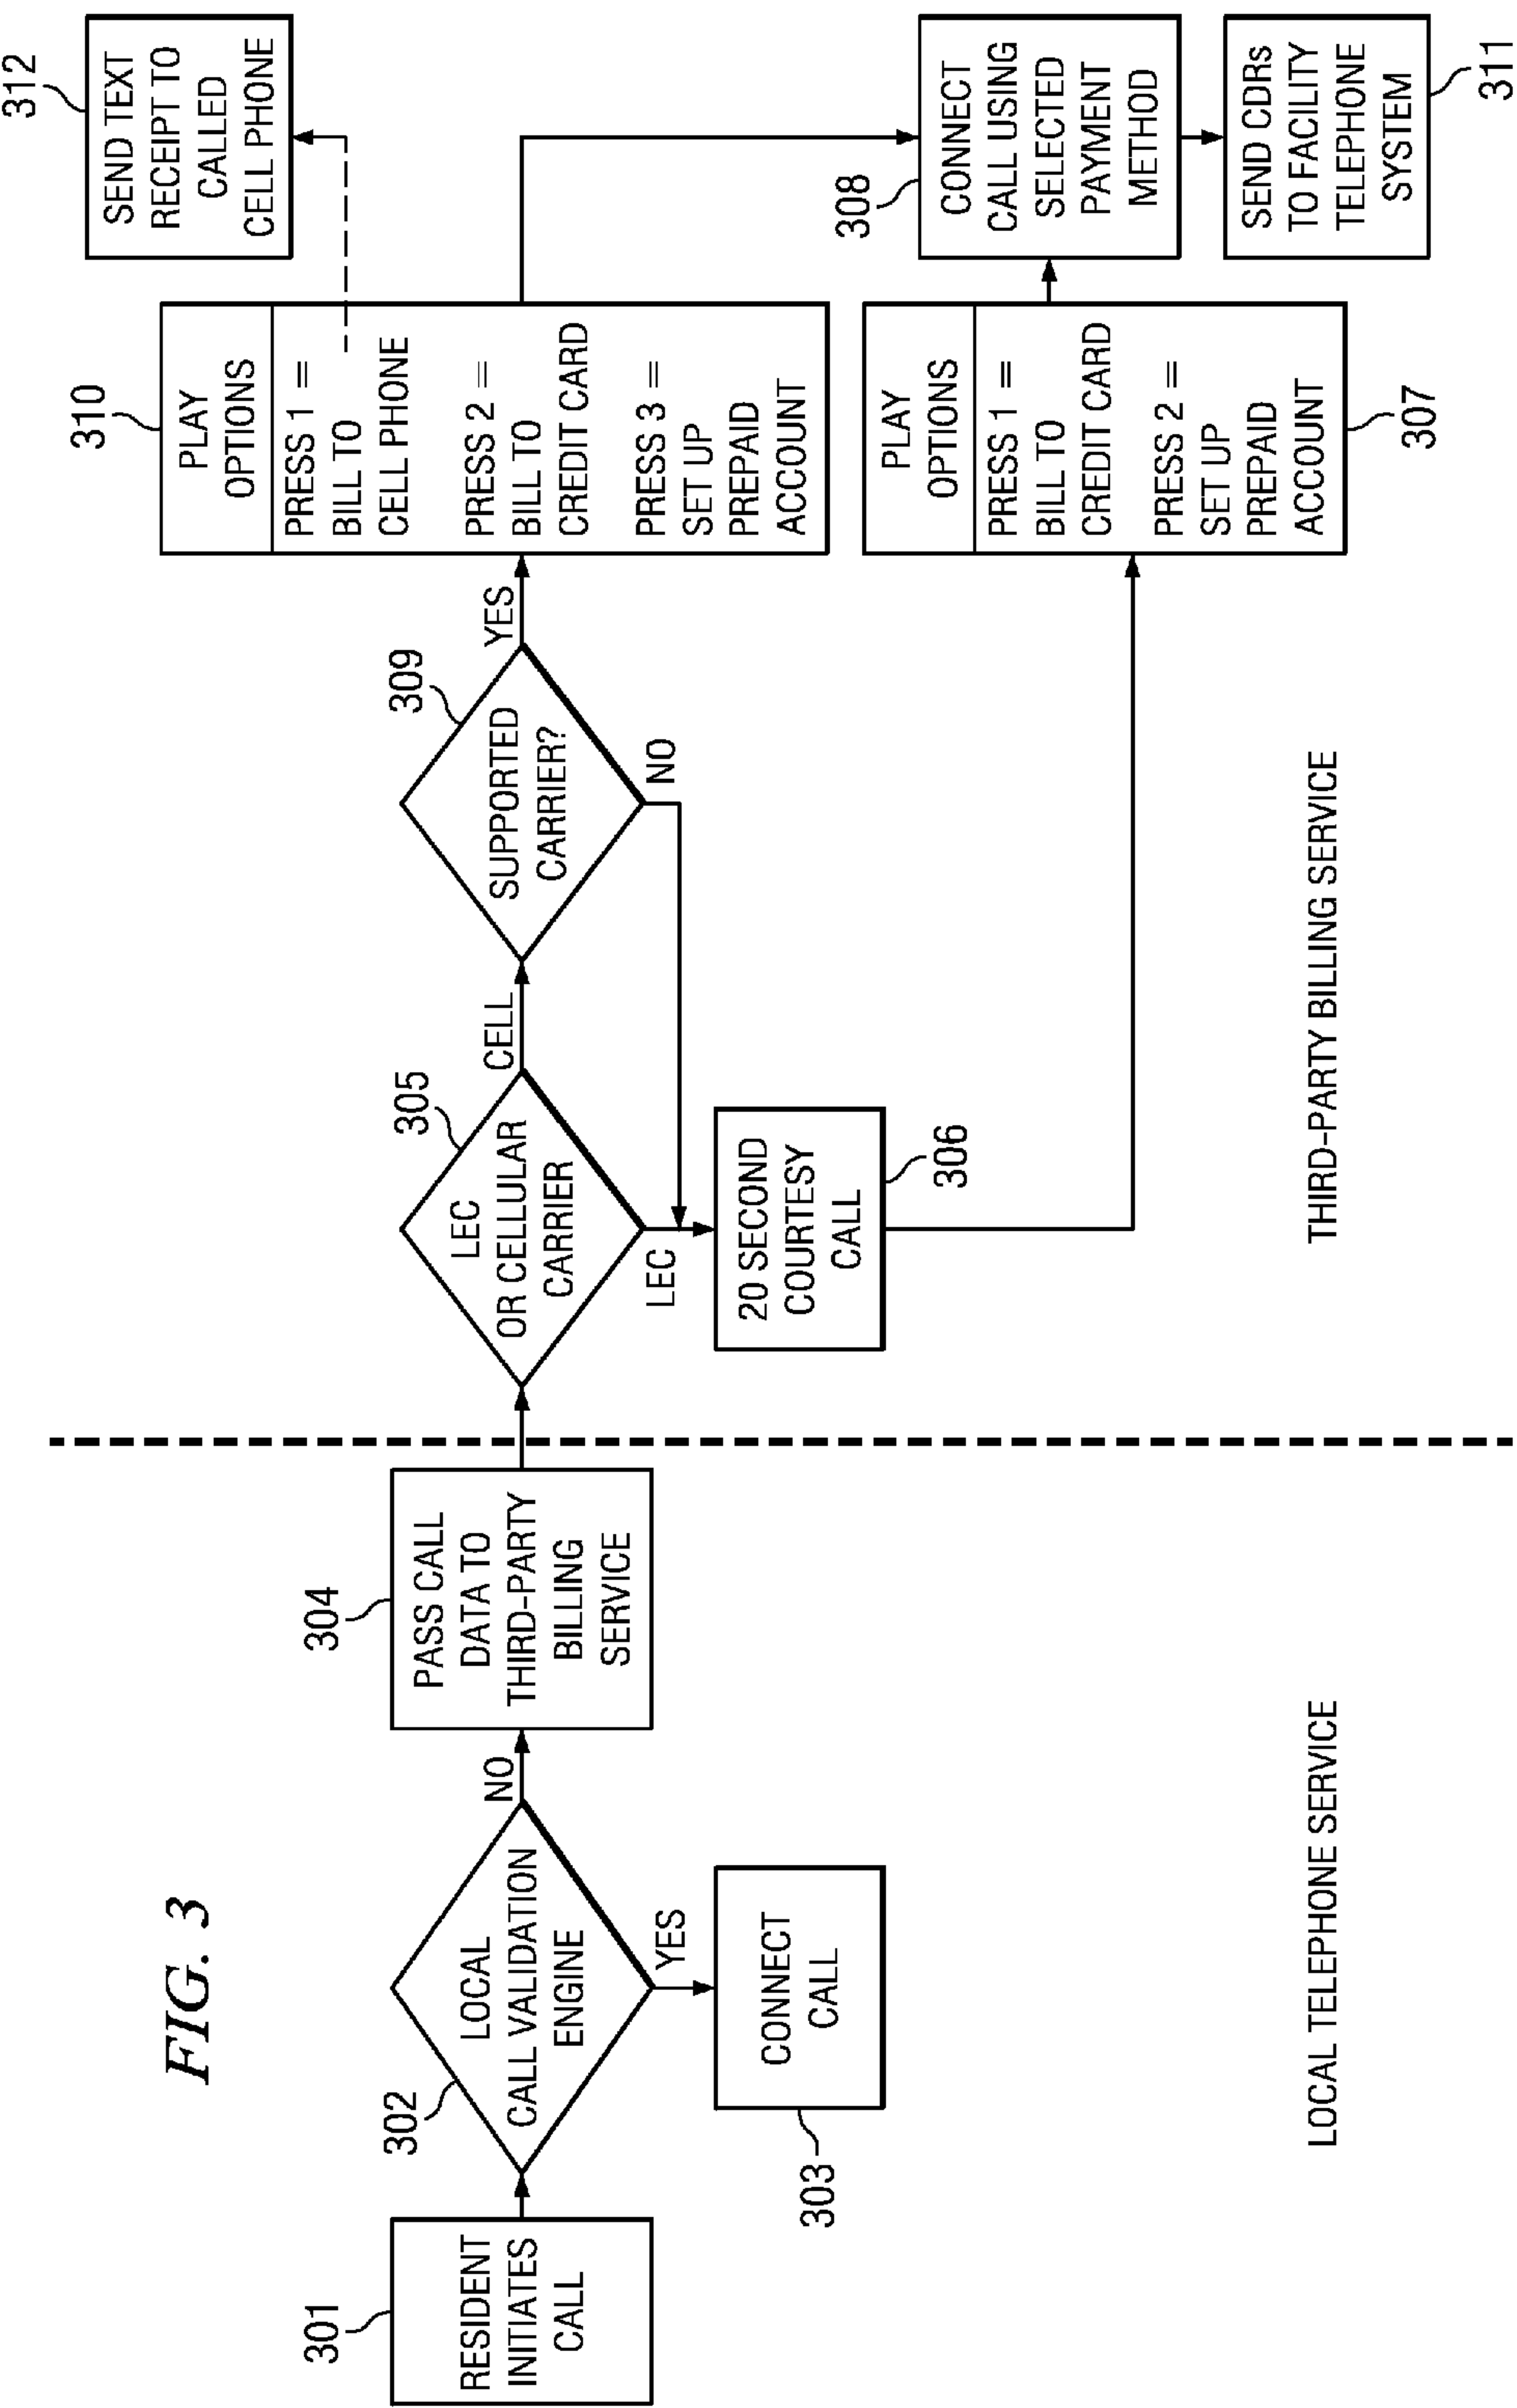 FIG. 3
301
RESIDENT
INITIATES
CALL
302
LOCAL
CALL VALIDATION
ENGINE
NO
YES
CONNECT
CALL
303
304
PASS CALL
DATA TO
THIRD-PARTY
BILLING
SERVICE
LOCAL TELEPHONE SERVICE
305
LEC
OR CELLULAR
CARRIER
CELL
LEC
20 SECOND
COURTESY
CALL
306
309
SUPPORTED
CARRIER?
YES
NO
310
PLAY
OPTIONS
PRESS 1 =
BILL TO
CELL PHONE
PRESS 2 =
BILL TO
CREDIT CARD
PRESS 3 =
SET UP
PREPAID
ACCOUNT
PLAY
OPTIONS
PRESS 1 =
BILL TO
CREDIT CARD
PRESS 2 =
SET UP
PREPAID
ACCOUNT
307
312
SEND TEXT
RECEIPT TO
CALLED
CELL PHONE
308
CONNECT
CALL USING
SELECTED
PAYMENT
METHOD
SEND CDRs
TO FACILITY
TELEPHONE
SYSTEM
311
THIRD-PARTY BILLING SERVICE